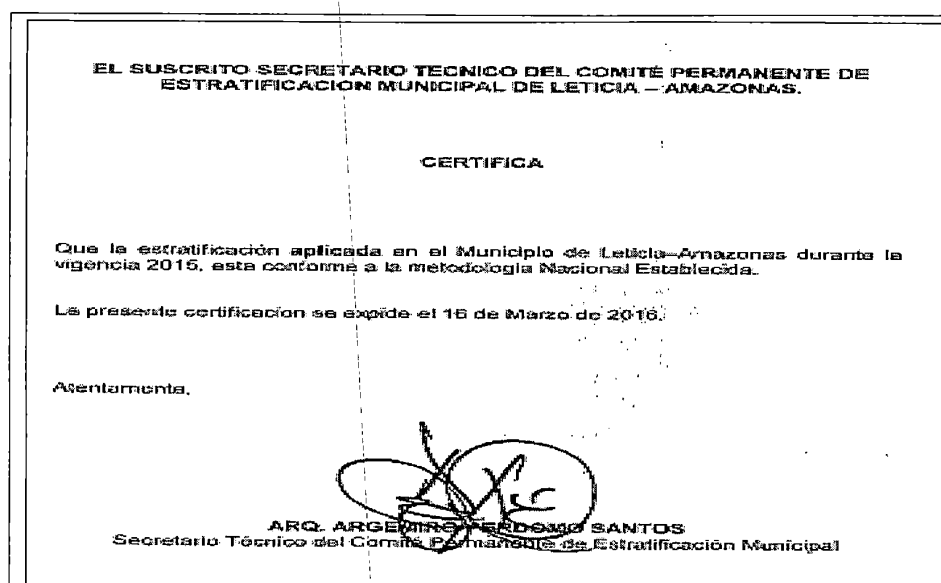 EL SUSCRITO SECRETARIO TECNICO DEL COMITÉ PERMANENTE DE
ESTRATIFICACION MUNICIPAL DE LETICIA – AMAZONAS.
CERTIFICA
Que la estratificación aplicada en el Municipio de Leticia–Amazonas durante la
vigencia 2015, esta conforme a la metodología Nacional Establecida.
La presente certificacion se expide el 16 de Marzo de 2016.
Atentamente,
ARQ. ARGEMIRO PERDOMO SANTOS
Secretario Técnico del Comité Permanente de Estratificación Municipal